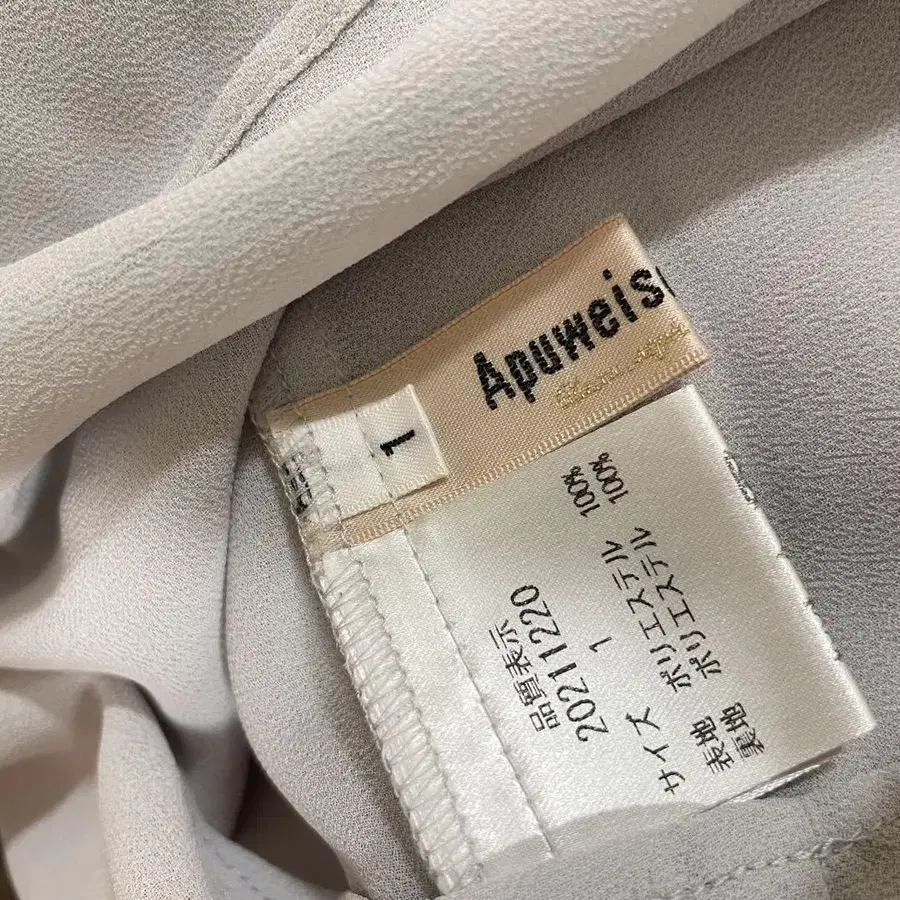 Apuweis
1
品質表示
20211220
サイズ 1
表地 ポリエステル 100%
裏地 ポリエステル 100%